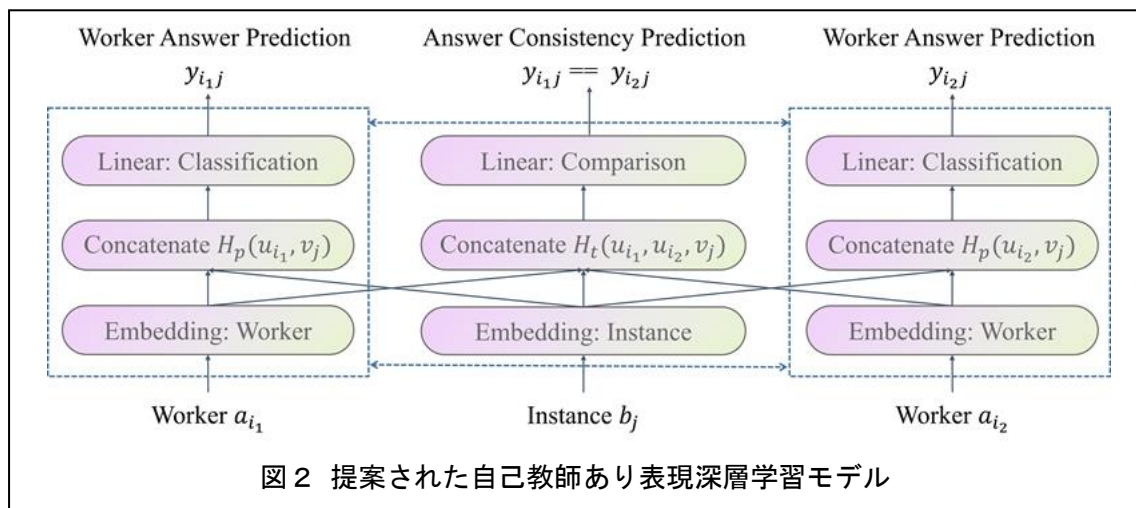 Worker Answer Prediction Answer Consistency Prediction Worker Answer Prediction
y_{i_1 j} y_{i_1 j} == y_{i_2 j} y_{i_2 j}
Linear: Classification Linear: Comparison Linear: Classification
Concatenate H_p(u_{i_1}, v_j) Concatenate H_t(u_{i_1}, u_{i_2}, v_j) Concatenate H_p(u_{i_2}, v_j)
Embedding: Worker Embedding: Instance Embedding: Worker
Worker a_{i_1} Instance b_j Worker a_{i_2}
図２ 提案された自己教師あり表現深層学習モデル